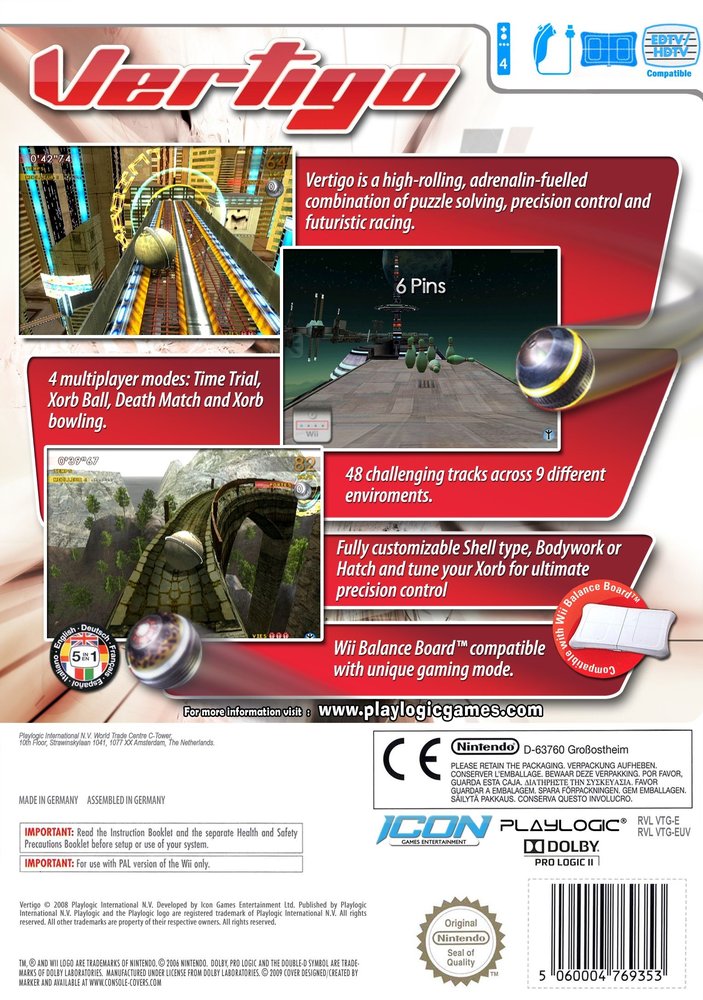 Vertigo
4
EDTV/
HDTV
Compatible
0'42"74
Vertigo is a high-rolling, adrenalin-fuelled
combination of puzzle solving, precision control and
futuristic racing.
6 Pins
Wii
4 multiplayer modes: Time Trial,
Xorb Ball, Death Match and Xorb
bowling.
0'39"67
82
48 challenging tracks across 9 different
enviroments.
Fully customizable Shell type, Bodywork or
Hatch and tune your Xorb for ultimate
precision control
VIES
Compatible with Wii Balance Board™
Wii Balance Board™ compatible
with unique gaming mode.
English · Deutsch · Français · Español · Italiano
5 IN EN 1
For more information visit : www.playlogicgames.com
Playlogic International N.V. World Trade Centre C-Tower,
10th Floor, Strawinskylaan 1041, 1077 XX Amsterdam, The Netherlands.
MADE IN GERMANY ASSEMBLED IN GERMANY
IMPORTANT: Read the Instruction Booklet and the separate Health and Safety
Precautions Booklet before setup or use of your system.
IMPORTANT: For use with PAL version of the Wii only.
CE
Nintendo® D-63760 Großostheim
PLEASE RETAIN THE PACKAGING. VERPACKUNG AUFHEBEN.
CONSERVER L'EMBALLAGE. BEWAAR DEZE VERPAKKING. POR FAVOR,
GUARDA ESTA CAJA. ΔΙΑΤΗΡΗΣΤΕ ΤΗΝ ΣΥΣΚΕΥΑΣΙΑ. FAVOR
GUARDAR A EMBALAGEM. SPARA FÖRPACKNINGEN. GEM EMBALLAGEN.
SÄILYTÄ PAKKAUS. CONSERVA QUESTO INVOLUCRO.
ICON
GAMES ENTERTAINMENT
PLAYLOGIC®
RVL VTG-E
RVL VTG-EUV
DOLBY
PRO LOGIC II
Vertigo © 2008 Playlogic International N.V. Developed by Icon Games Entertainment Ltd. Published by Playlogic
International N.V. Playlogic and the Playlogic logo are registered trademark of Playlogic International N.V. All rights
reserved. All other trademarks are property of their respective owners. All rights reserved.
TM, ® AND WII LOGO ARE TRADEMARKS OF NINTENDO. © 2006 NINTENDO. DOLBY, PRO LOGIC AND THE DOUBLE-D SYMBOL ARE TRADE-
MARKS OF DOLBY LABORATORIES. MANUFACTURED UNDER LICENSE FROM DOLBY LABORATORIES. © 2009 COVER DESIGNED/CREATED BY
MARKER AND AVAILABLE AT WWW.CONSOLE-COVERS.COM
Original
Nintendo
Seal of
Quality
TM
5 060004 769353